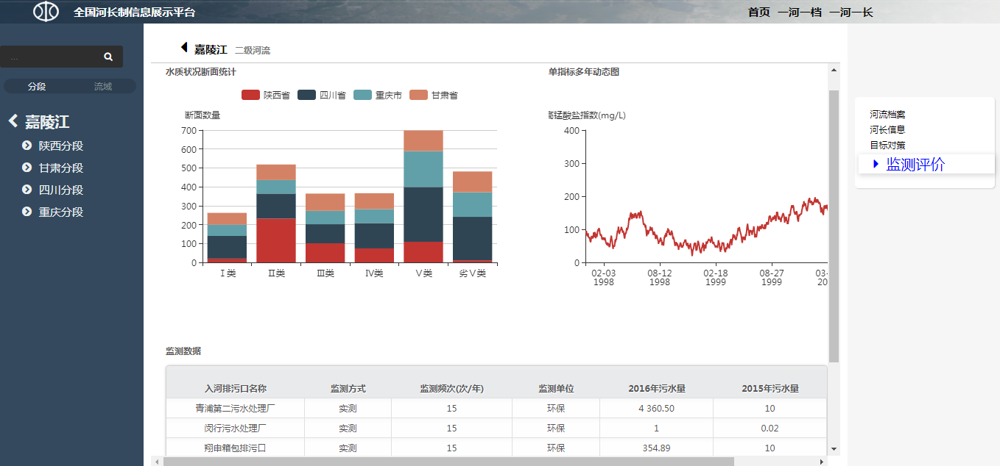 全国河长制信息展示平台
首页 一河一档 一河一长
...
分段 流域
嘉陵江
陕西分段
甘肃分段
四川分段
重庆分段
嘉陵江 二级河流
水质状况断面统计
陕西省 四川省 重庆市 甘肃省
断面数量
700
600
500
400
300
200
100
0
Ⅰ类 Ⅱ类 Ⅲ类 Ⅳ类 Ⅴ类 劣Ⅴ类
单指标多年动态图
高锰酸盐指数(mg/L)
400
300
200
100
0
02-03 08-12 02-18 08-27 03-
1998 1998 1999 1999 20
监测数据
入河排污口名称 监测方式 监测频次(次/年) 监测单位 2016年污水量 2015年污水量
青浦第二污水处理厂 实测 15 环保 4 360.50 10
闵行污水处理厂 实测 15 环保 1 0.02
翔申箱包排污口 实测 15 环保 354.89 10
河流档案
河长信息
目标对策
监测评价